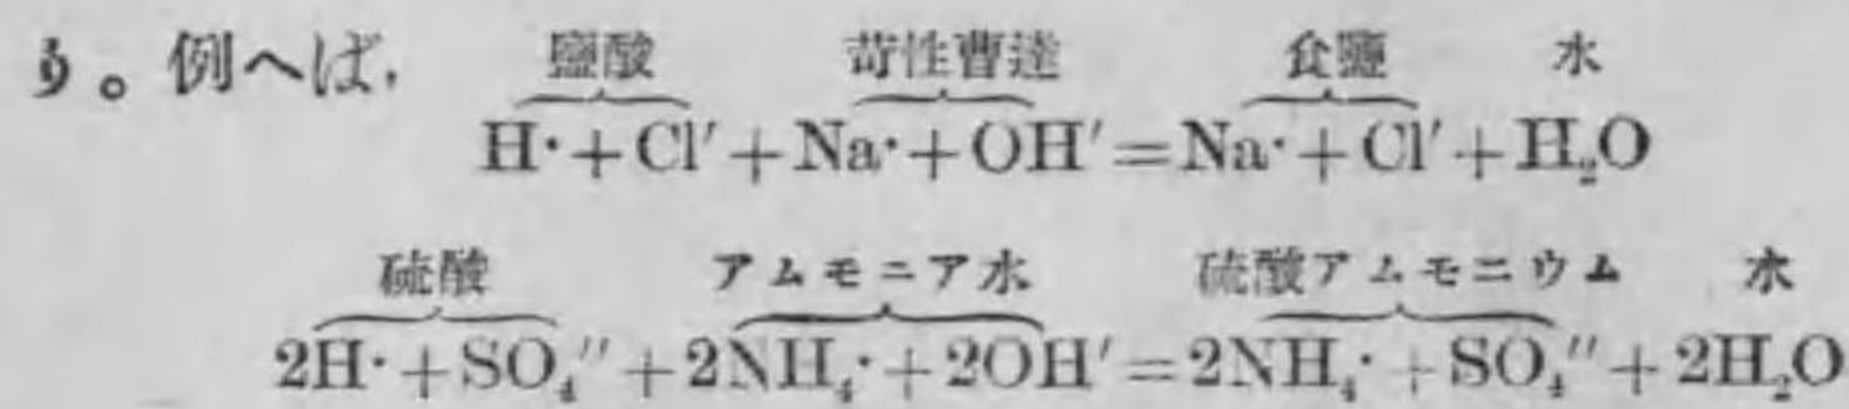 う。例へば,
鹽酸 苛性曹達 食鹽 水
H·+Cl′+Na·+OH′=Na·+Cl′+H₂O
硫酸 アムモニア水 硫酸アムモニウム 水
2H·+SO₄″+2NH₄·+2OH′=2NH₄·+SO₄″+2H₂O